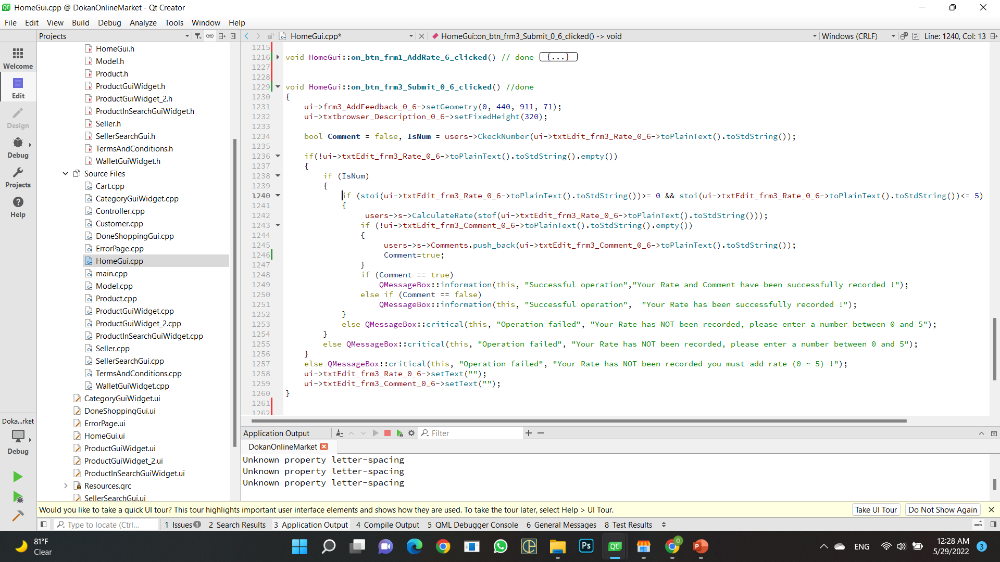 HomeGui.cpp @ DokanOnlineMarket - Qt Creator
File Edit View Build Debug Analyze Tools Window Help
Projects
HomeGui.cpp*
HomeGui::on_btn_frm3_Submit_0_6_clicked() -> void
Windows (CRLF)
Line: 1240, Col: 13
Welcome
Edit
Design
Debug
Projects
Help
Doka...rket
Debug
HomeGui.h
Model.h
Product.h
ProductGuiWidget.h
ProductGuiWidget_2.h
ProductInSearchGuiWidget.h
Seller.h
SellerSearchGui.h
TermsAndConditions.h
WalletGuiWidget.h
Source Files
Cart.cpp
CategoryGuiWidget.cpp
Controller.cpp
Customer.cpp
DoneShoppingGui.cpp
ErrorPage.cpp
HomeGui.cpp
main.cpp
Model.cpp
Product.cpp
ProductGuiWidget.cpp
ProductGuiWidget_2.cpp
ProductInSearchGuiWidget.cpp
Seller.cpp
SellerSearchGui.cpp
TermsAndConditions.cpp
WalletGuiWidget.cpp
CategoryGuiWidget.ui
DoneShoppingGui.ui
ErrorPage.ui
HomeGui.ui
ProductGuiWidget.ui
ProductGuiWidget_2.ui
ProductInSearchGuiWidget.ui
Resources.qrc
SellerSearchGui.ui
1215
1216 void HomeGui::on_btn_frm1_AddRate_6_clicked() // done {...}
1227
1228
1229 void HomeGui::on_btn_frm3_Submit_0_6_clicked() //done
1230 {
1231 ui->frm3_AddFeedback_0_6->setGeometry(0, 440, 911, 71);
1232 ui->txtbrowser_Description_0_6->setFixedHeight(320);
1233
1234 bool Comment = false, IsNum = users->CkeckNumber(ui->txtEdit_frm3_Rate_0_6->toPlainText().toStdString());
1235
1236 if(!ui->txtEdit_frm3_Rate_0_6->toPlainText().toStdString().empty())
1237 {
1238 if (IsNum)
1239 {
1240 if (stoi(ui->txtEdit_frm3_Rate_0_6->toPlainText().toStdString())>= 0 && stoi(ui->txtEdit_frm3_Rate_0_6->toPlainText().toStdString())<= 5)
1241 {
1242 users->s->CalculateRate(stof(ui->txtEdit_frm3_Rate_0_6->toPlainText().toStdString()));
1243 if (!ui->txtEdit_frm3_Comment_0_6->toPlainText().toStdString().empty())
1244 {
1245 users->s->Comments.push_back(ui->txtEdit_frm3_Comment_0_6->toPlainText().toStdString());
1246 Comment=true;
1247 }
1248 if (Comment == true)
1249 QMessageBox::information(this, "Successful operation","Your Rate and Comment have been successfully recorded !");
1250 else if (Comment == false)
1251 QMessageBox::information(this, "Successful operation", "Your Rate has been successfully recorded !");
1252 }
1253 else QMessageBox::critical(this, "Operation failed", "Your Rate has NOT been recorded, please enter a number between 0 and 5");
1254 }
1255 else QMessageBox::critical(this, "Operation failed", "Your Rate has NOT been recorded, please enter a number between 0 and 5");
1256 }
1257 else QMessageBox::critical(this, "Operation failed", "Your Rate has NOT been recorded you must add rate (0 ~ 5) !");
1258 ui->txtEdit_frm3_Rate_0_6->setText("");
1259 ui->txtEdit_frm3_Comment_0_6->setText("");
1260 }
1261
1262
Application Output
Filter
DokanOnlineMarket
Unknown property letter-spacing
Unknown property letter-spacing
Unknown property letter-spacing
Would you like to take a quick UI tour? This tour highlights important user interface elements and shows how they are used. To take the tour later, select Help > UI Tour.
Take UI Tour
Do Not Show Again
Type to locate (Ctrl...
1 Issues 1
2 Search Results
3 Application Output
4 Compile Output
5 QML Debugger Console
6 General Messages
8 Test Results
81°F
Clear
ENG
12:28 AM
5/29/2022
3